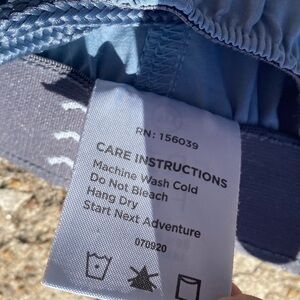 RN: 156039
CARE INSTRUCTIONS
Machine Wash Cold
Do Not Bleach
Hang Dry
Start Next Adventure
070920